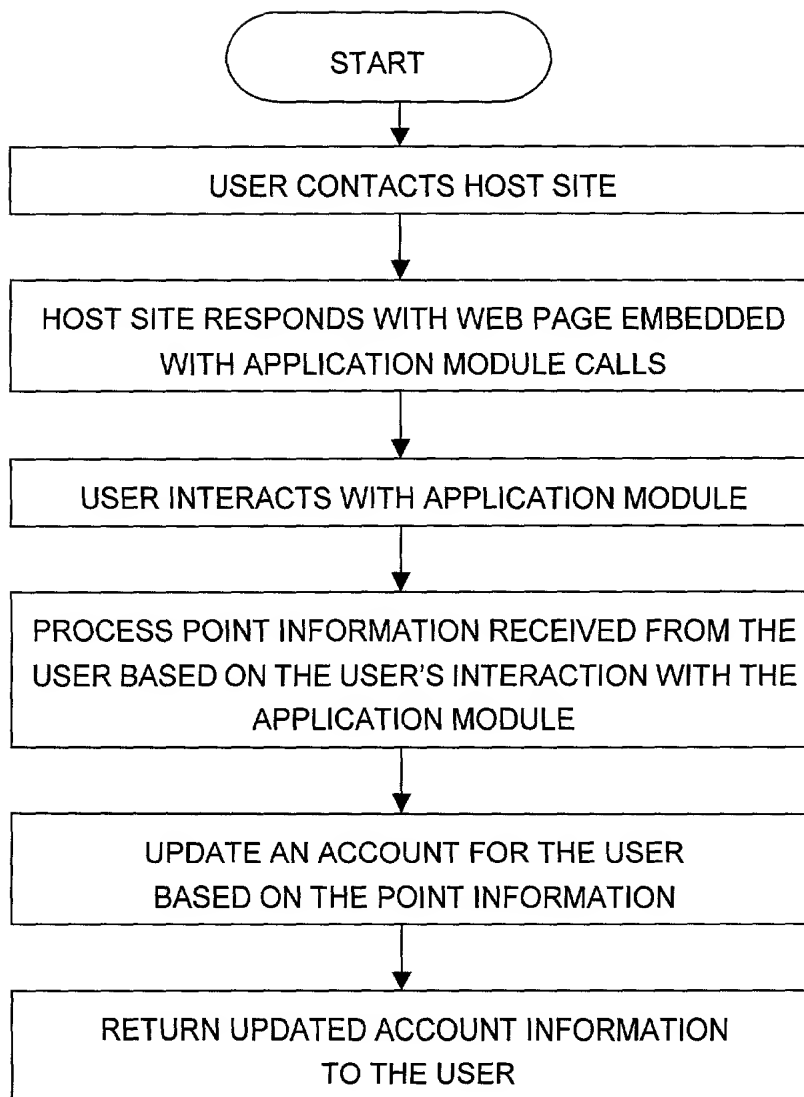 START
USER CONTACTS HOST SITE
HOST SITE RESPONDS WITH WEB PAGE EMBEDDED
WITH APPLICATION MODULE CALLS
USER INTERACTS WITH APPLICATION MODULE
PROCESS POINT INFORMATION RECEIVED FROM THE
USER BASED ON THE USER'S INTERACTION WITH THE
APPLICATION MODULE
UPDATE AN ACCOUNT FOR THE USER
BASED ON THE POINT INFORMATION
RETURN UPDATED ACCOUNT INFORMATION
TO THE USER